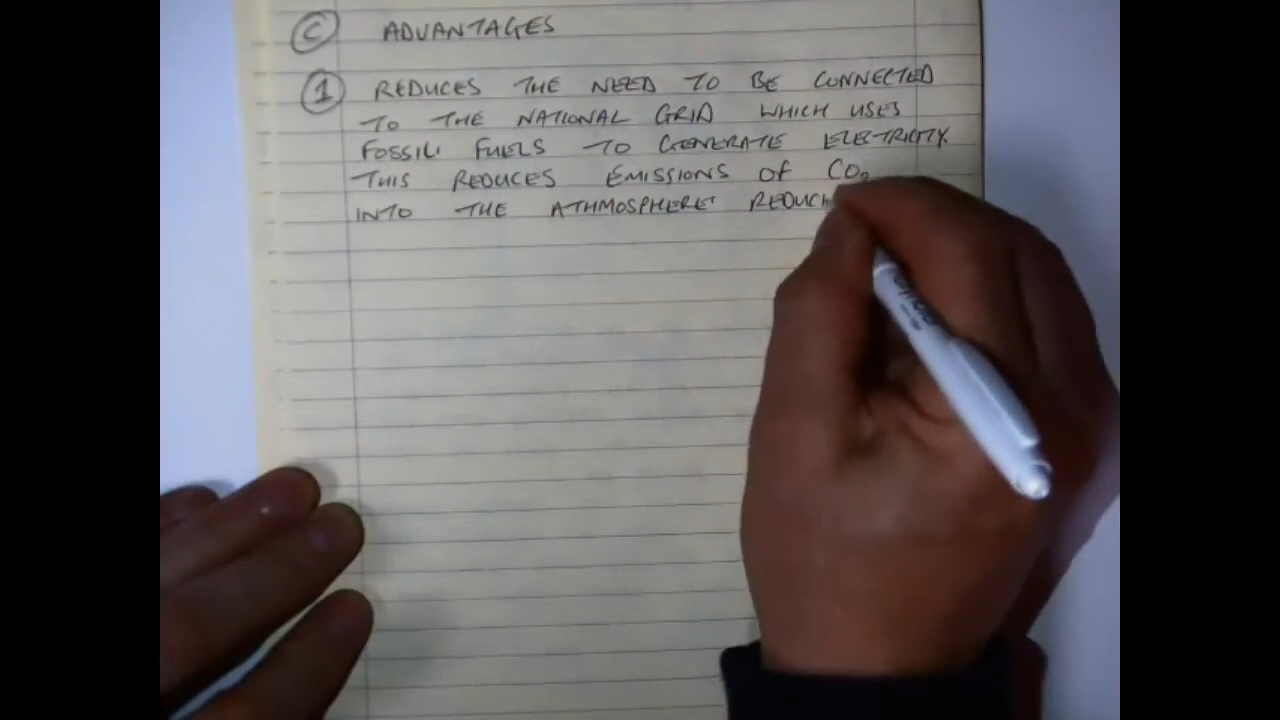 C ADVANTAGES
1 REDUCES THE NEED TO BE CONNECTED
TO THE NATIONAL GRID WHICH USES
FOSSIL FUELS TO GENERATE ELECTRICITY.
THIS REDUCES EMISSIONS OF CO2
INTO THE ATHMOSPHERE REDUCI